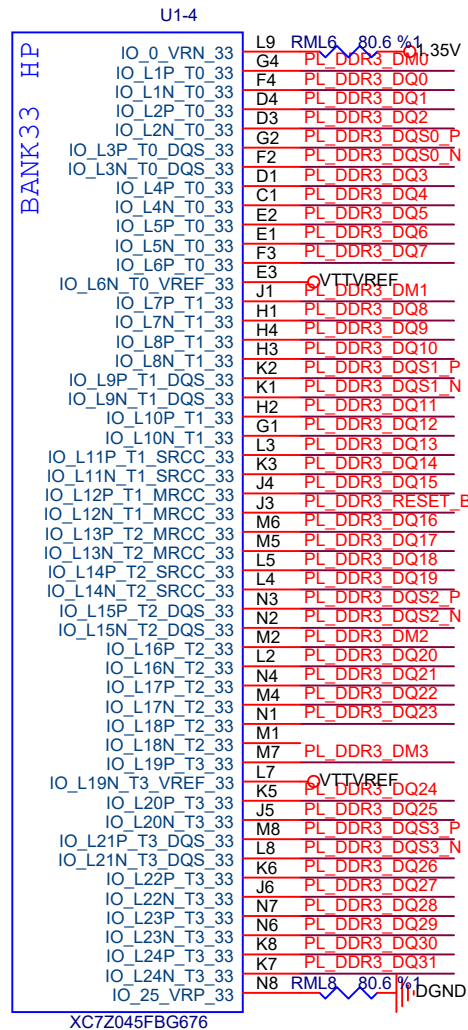 U1-4
BANK33 HP
IO_0_VRN_33 L9 RML6 80.6 %1 1.35V
IO_L1P_T0_33 G4 PL_DDR3_DM0
IO_L1N_T0_33 F4 PL_DDR3_DQ0
IO_L2P_T0_33 D4 PL_DDR3_DQ1
IO_L2N_T0_33 D3 PL_DDR3_DQ2
IO_L3P_T0_DQS_33 G2 PL_DDR3_DQS0_P
IO_L3N_T0_DQS_33 F2 PL_DDR3_DQS0_N
IO_L4P_T0_33 D1 PL_DDR3_DQ3
IO_L4N_T0_33 C1 PL_DDR3_DQ4
IO_L5P_T0_33 E2 PL_DDR3_DQ5
IO_L5N_T0_33 E1 PL_DDR3_DQ6
IO_L6P_T0_33 F3 PL_DDR3_DQ7
IO_L6N_T0_VREF_33 E3 VTTVREF
IO_L7P_T1_33 J1 PL_DDR3_DM1
IO_L7N_T1_33 H1 PL_DDR3_DQ8
IO_L8P_T1_33 H4 PL_DDR3_DQ9
IO_L8N_T1_33 H3 PL_DDR3_DQ10
IO_L9P_T1_DQS_33 K2 PL_DDR3_DQS1_P
IO_L9N_T1_DQS_33 K1 PL_DDR3_DQS1_N
IO_L10P_T1_33 H2 PL_DDR3_DQ11
IO_L10N_T1_33 G1 PL_DDR3_DQ12
IO_L11P_T1_SRCC_33 L3 PL_DDR3_DQ13
IO_L11N_T1_SRCC_33 K3 PL_DDR3_DQ14
IO_L12P_T1_MRCC_33 J4 PL_DDR3_DQ15
IO_L12N_T1_MRCC_33 J3 PL_DDR3_RESET_B
IO_L13P_T2_MRCC_33 M6 PL_DDR3_DQ16
IO_L13N_T2_MRCC_33 M5 PL_DDR3_DQ17
IO_L14P_T2_SRCC_33 L5 PL_DDR3_DQ18
IO_L14N_T2_SRCC_33 L4 PL_DDR3_DQ19
IO_L15P_T2_DQS_33 N3 PL_DDR3_DQS2_P
IO_L15N_T2_DQS_33 N2 PL_DDR3_DQS2_N
IO_L16P_T2_33 M2 PL_DDR3_DM2
IO_L16N_T2_33 L2 PL_DDR3_DQ20
IO_L17P_T2_33 N4 PL_DDR3_DQ21
IO_L17N_T2_33 M4 PL_DDR3_DQ22
IO_L18P_T2_33 N1 PL_DDR3_DQ23
IO_L18N_T2_33 M1
IO_L19P_T3_33 M7 PL_DDR3_DM3
IO_L19N_T3_VREF_33 L7 VTTVREF
IO_L20P_T3_33 K5 PL_DDR3_DQ24
IO_L20N_T3_33 J5 PL_DDR3_DQ25
IO_L21P_T3_DQS_33 M8 PL_DDR3_DQS3_P
IO_L21N_T3_DQS_33 L8 PL_DDR3_DQS3_N
IO_L22P_T3_33 K6 PL_DDR3_DQ26
IO_L22N_T3_33 J6 PL_DDR3_DQ27
IO_L23P_T3_33 N7 PL_DDR3_DQ28
IO_L23N_T3_33 N6 PL_DDR3_DQ29
IO_L24P_T3_33 K8 PL_DDR3_DQ30
IO_L24N_T3_33 K7 PL_DDR3_DQ31
IO_25_VRP_33 N8 RML8 80.6 %1 DGND
XC7Z045FBG676